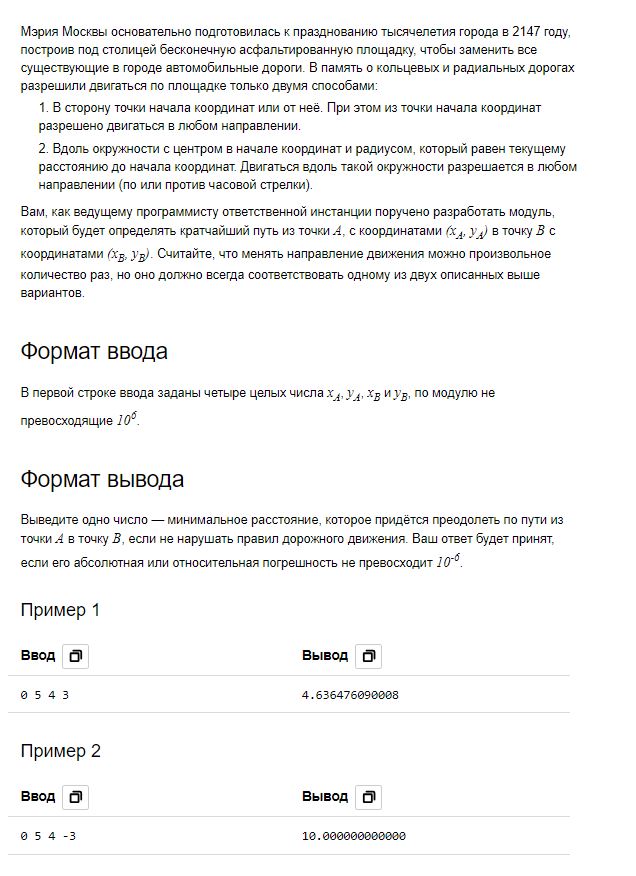 Мэрия Москвы основательно подготовилась к празднованию тысячелетия города в 2147 году,
построив под столицей бесконечную асфальтированную площадку, чтобы заменить все
существующие в городе автомобильные дороги. В память о кольцевых и радиальных дорогах
разрешили двигаться по площадке только двумя способами:
1. В сторону точки начала координат или от неё. При этом из точки начала координат
разрешено двигаться в любом направлении.
2. Вдоль окружности с центром в начале координат и радиусом, который равен текущему
расстоянию до начала координат. Двигаться вдоль такой окружности разрешается в любом
направлении (по или против часовой стрелки).
Вам, как ведущему программисту ответственной инстанции поручено разработать модуль,
который будет определять кратчайший путь из точки A, с координатами (x_A, y_A) в точку B с
координатами (x_B, y_B). Считайте, что менять направление движения можно произвольное
количество раз, но оно должно всегда соответствовать одному из двух описанных выше
вариантов.
Формат ввода
В первой строке ввода заданы четыре целых числа x_A, y_A, x_B и y_B, по модулю не
превосходящие 10^6.
Формат вывода
Выведите одно число — минимальное расстояние, которое придётся преодолеть по пути из
точки A в точку B, если не нарушать правил дорожного движения. Ваш ответ будет принят,
если его абсолютная или относительная погрешность не превосходит 10^-6.
Пример 1
Ввод Вывод
0 5 4 3 4.636476090008
Пример 2
Ввод Вывод
0 5 4 -3 10.000000000000